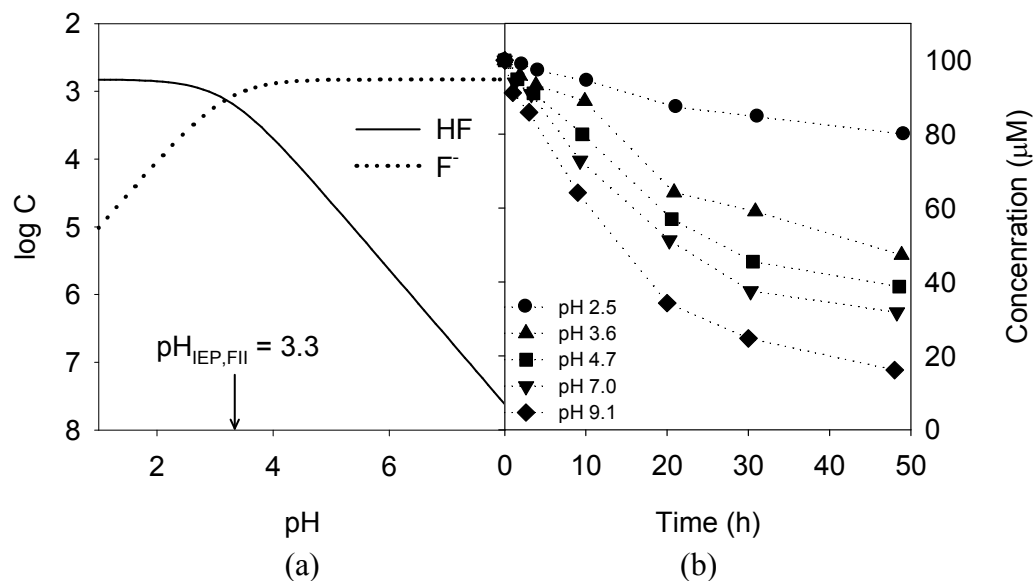 2
3
4
5
6
7
8
log C
HF
F-
pHIEP,FII = 3.3
2
4
6
pH
(a)
pH 2.5
pH 3.6
pH 4.7
pH 7.0
pH 9.1
0
10
20
30
40
50
Time (h)
(b)
100
80
60
40
20
0
Concenration (μM)